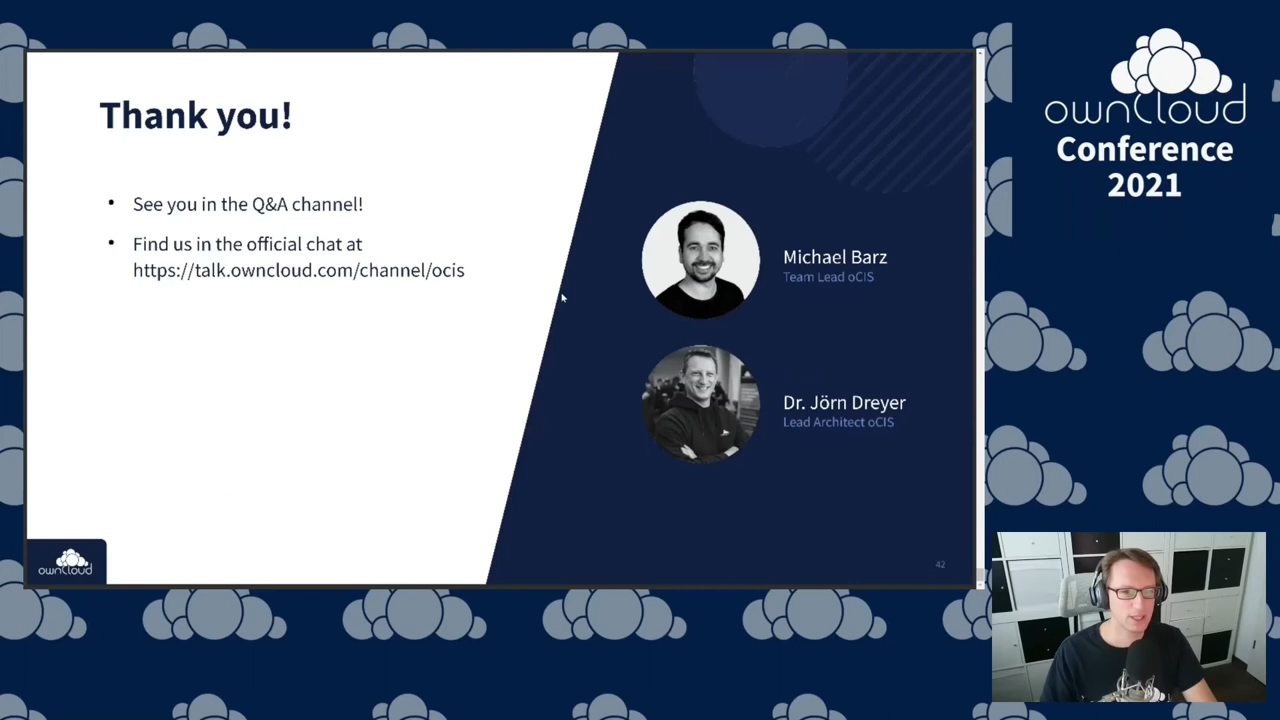 Thank you!
See you in the Q&A channel!
Find us in the official chat at
https://talk.owncloud.com/channel/ocis
Michael Barz
Team Lead oCIS
Dr. Jörn Dreyer
Lead Architect oCIS
42
ownCloud
ownCloud
Conference
2021